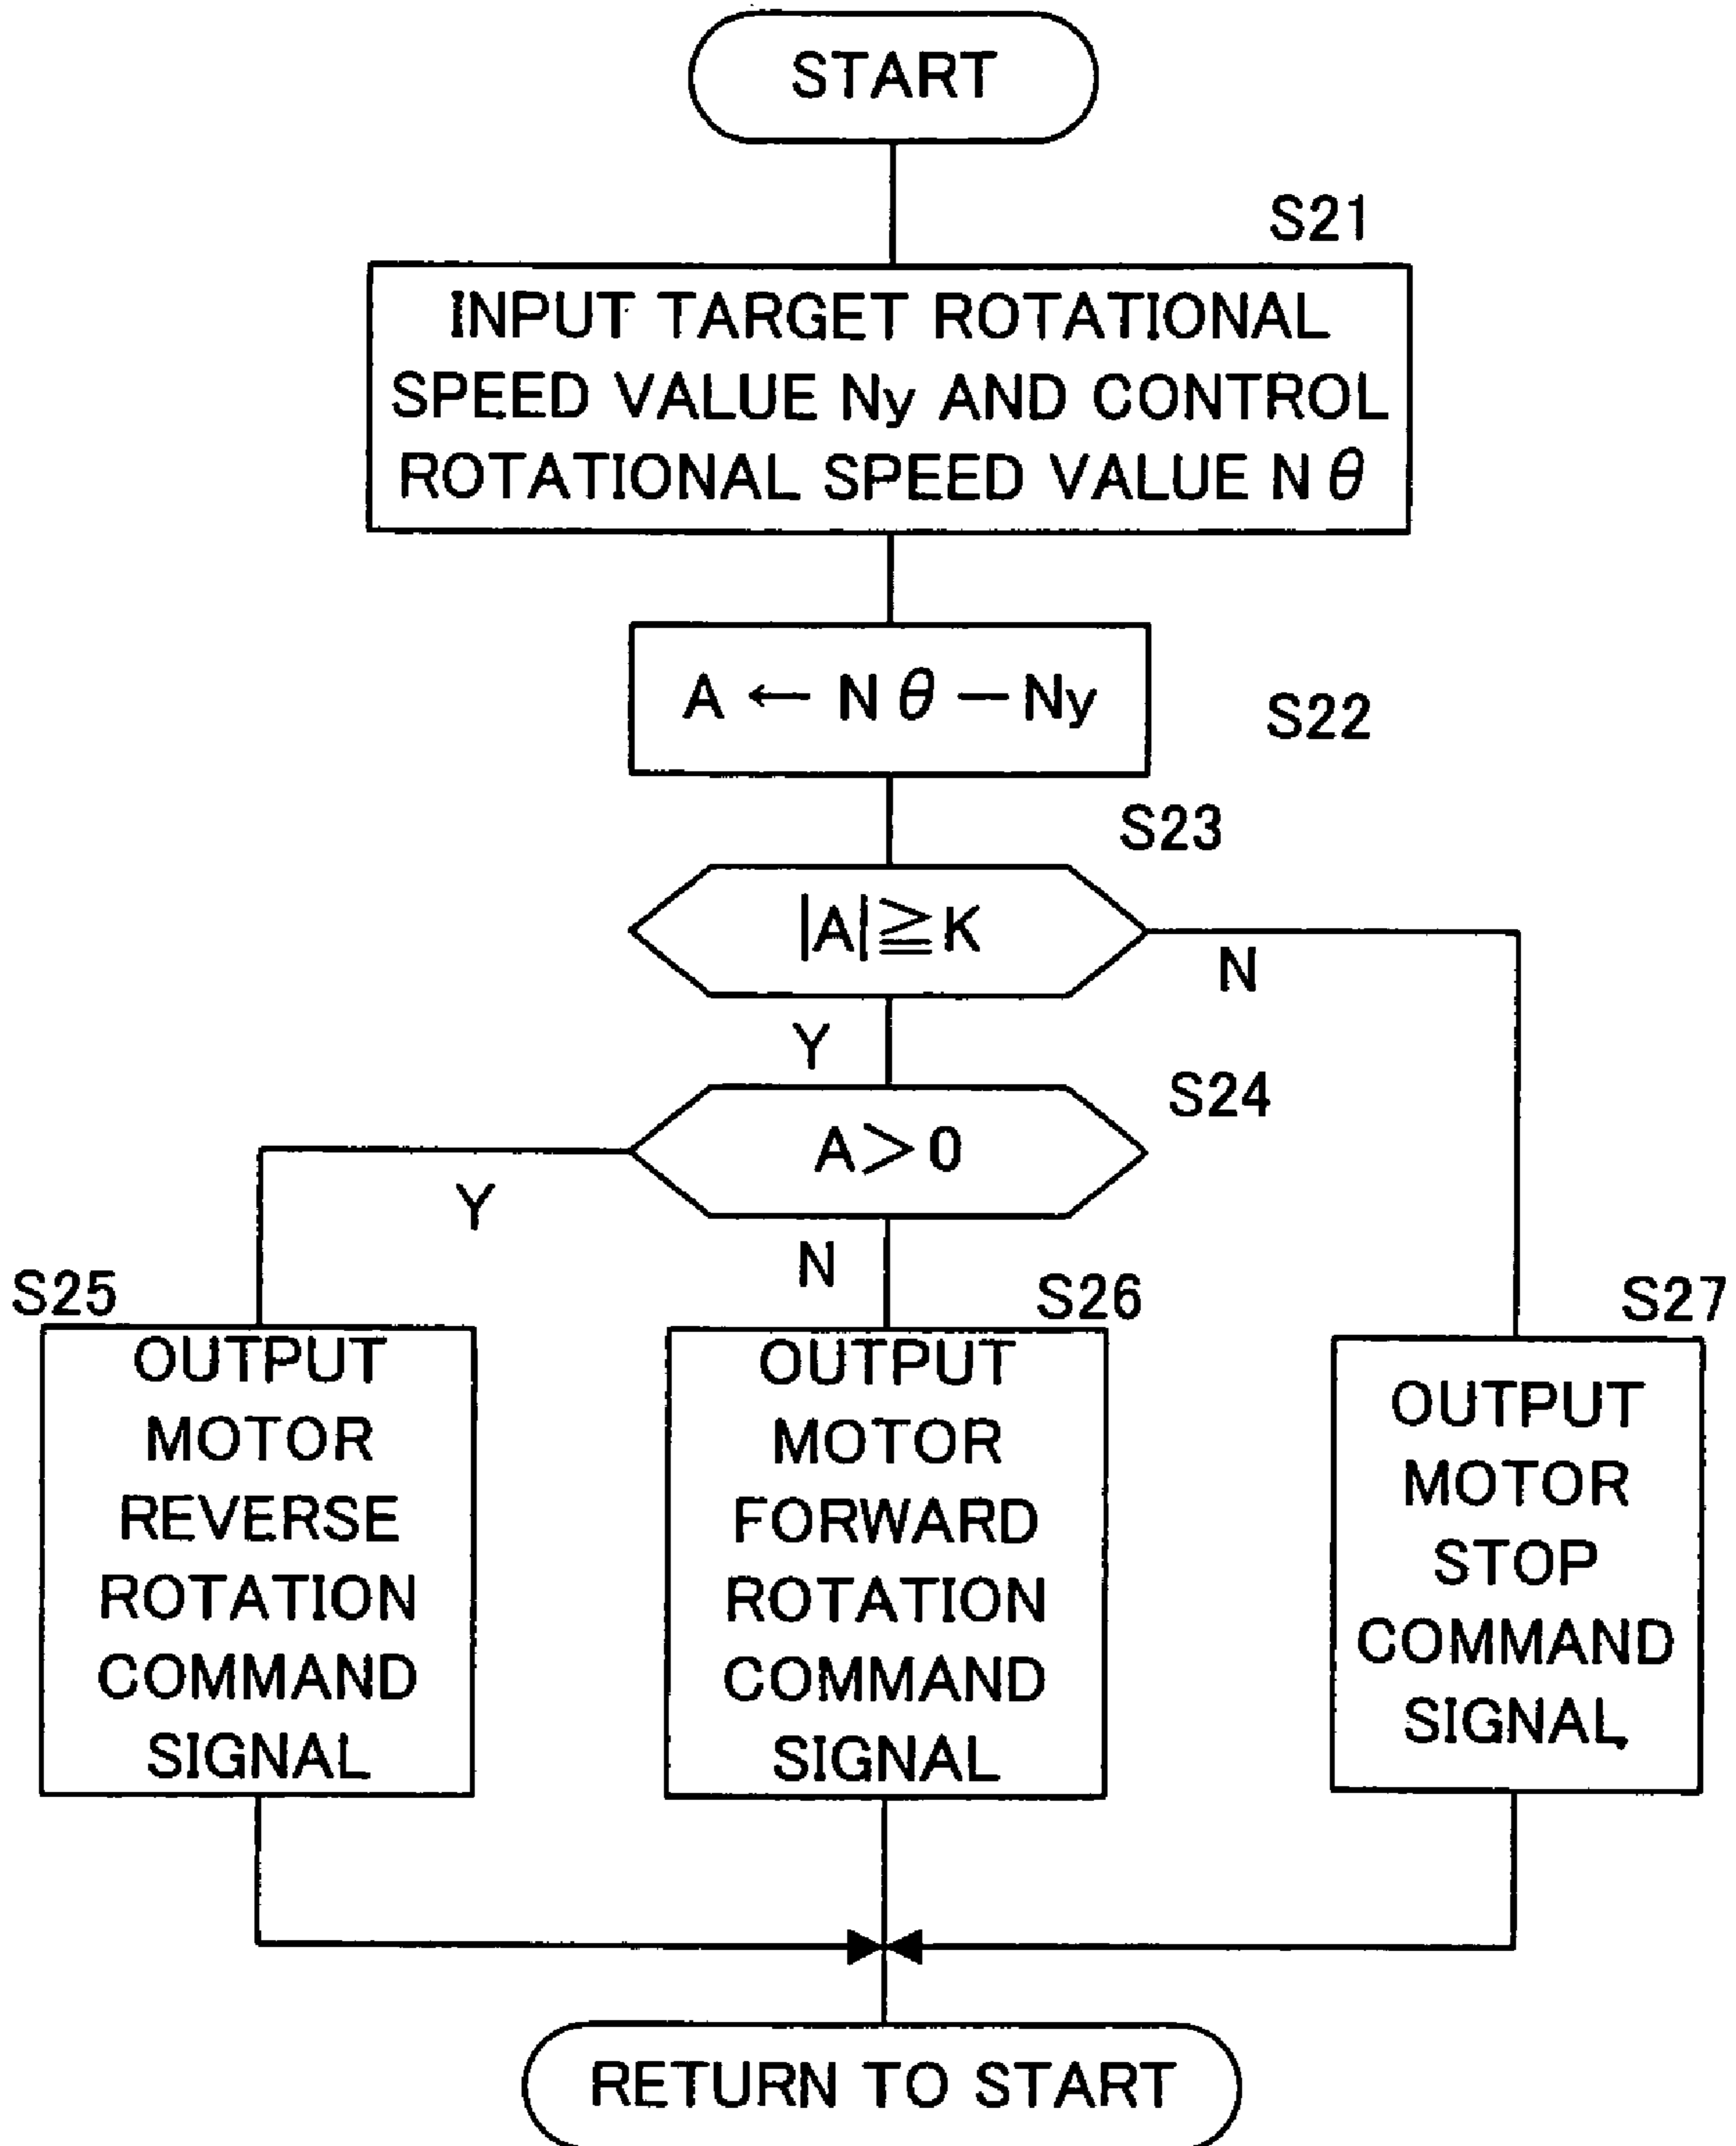 START
S21
INPUT TARGET ROTATIONAL
SPEED VALUE Ny AND CONTROL
ROTATIONAL SPEED VALUE N θ
A ← N θ − Ny
S22
S23
|A|≧K
N
Y
S24
A>0
Y
N
S25
S26
S27
OUTPUT
MOTOR
REVERSE
ROTATION
COMMAND
SIGNAL
OUTPUT
MOTOR
FORWARD
ROTATION
COMMAND
SIGNAL
OUTPUT
MOTOR
STOP
COMMAND
SIGNAL
RETURN TO START